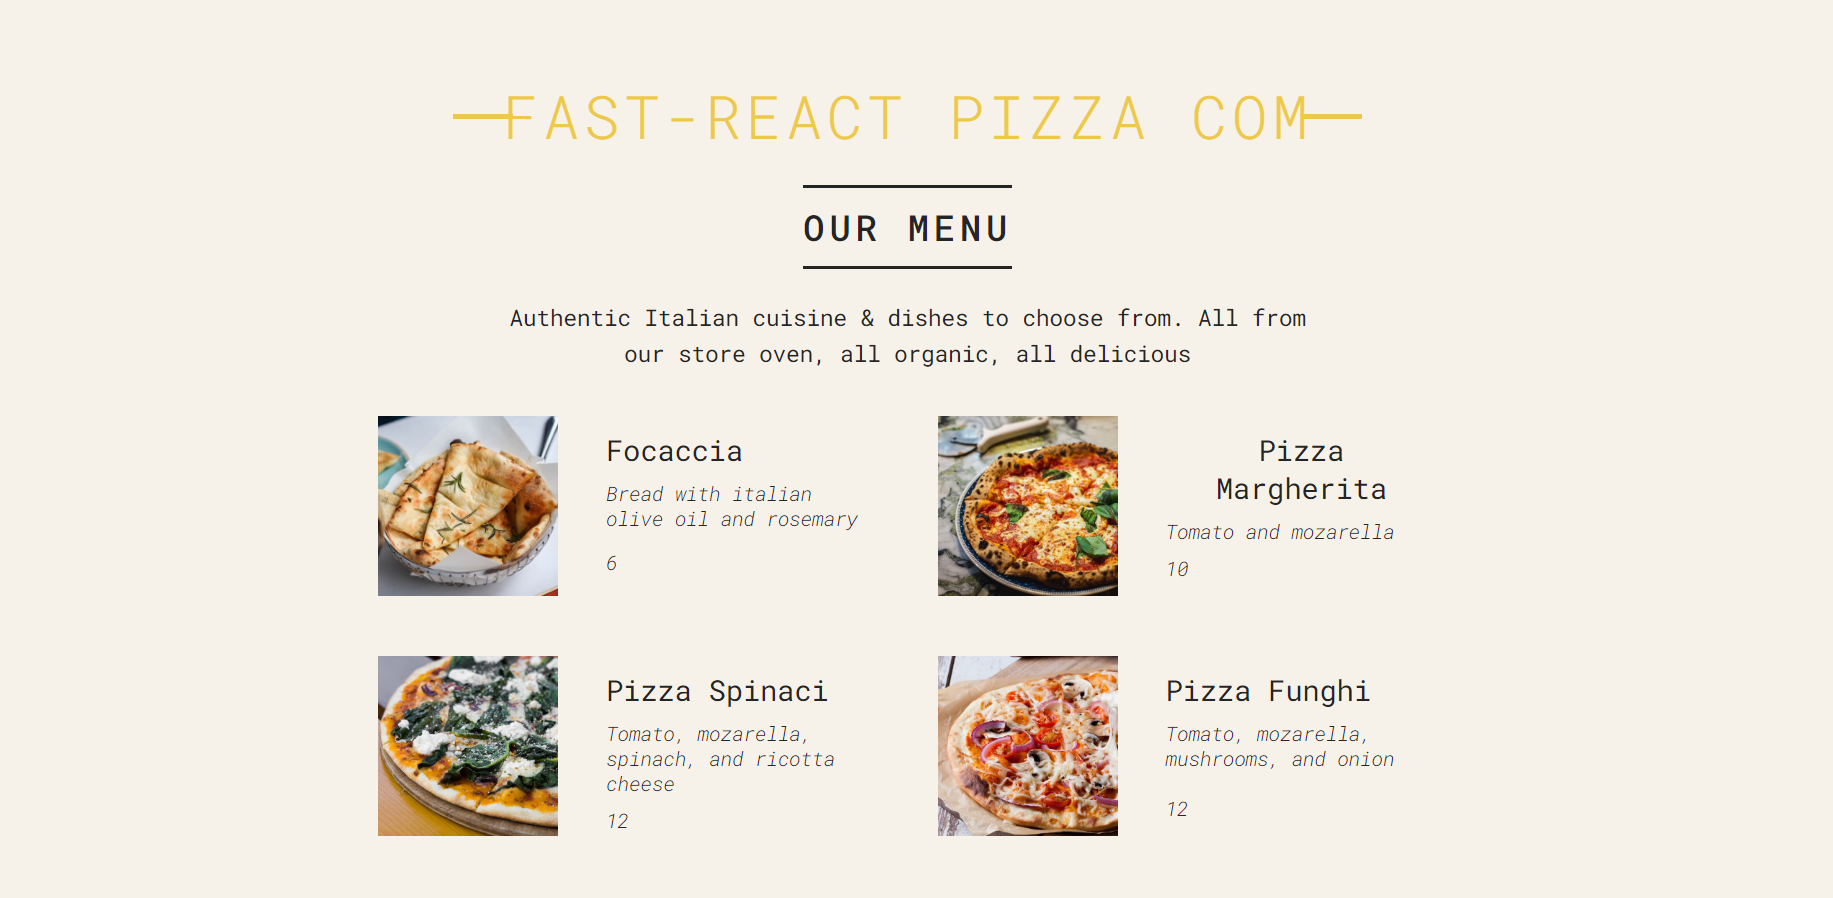 FAST-REACT PIZZA COM
OUR MENU
Authentic Italian cuisine & dishes to choose from. All from
our store oven, all organic, all delicious
Focaccia
Bread with italian
olive oil and rosemary
6
Pizza
Margherita
Tomato and mozarella
10
Pizza Spinaci
Tomato, mozarella,
spinach, and ricotta
cheese
12
Pizza Funghi
Tomato, mozarella,
mushrooms, and onion
12